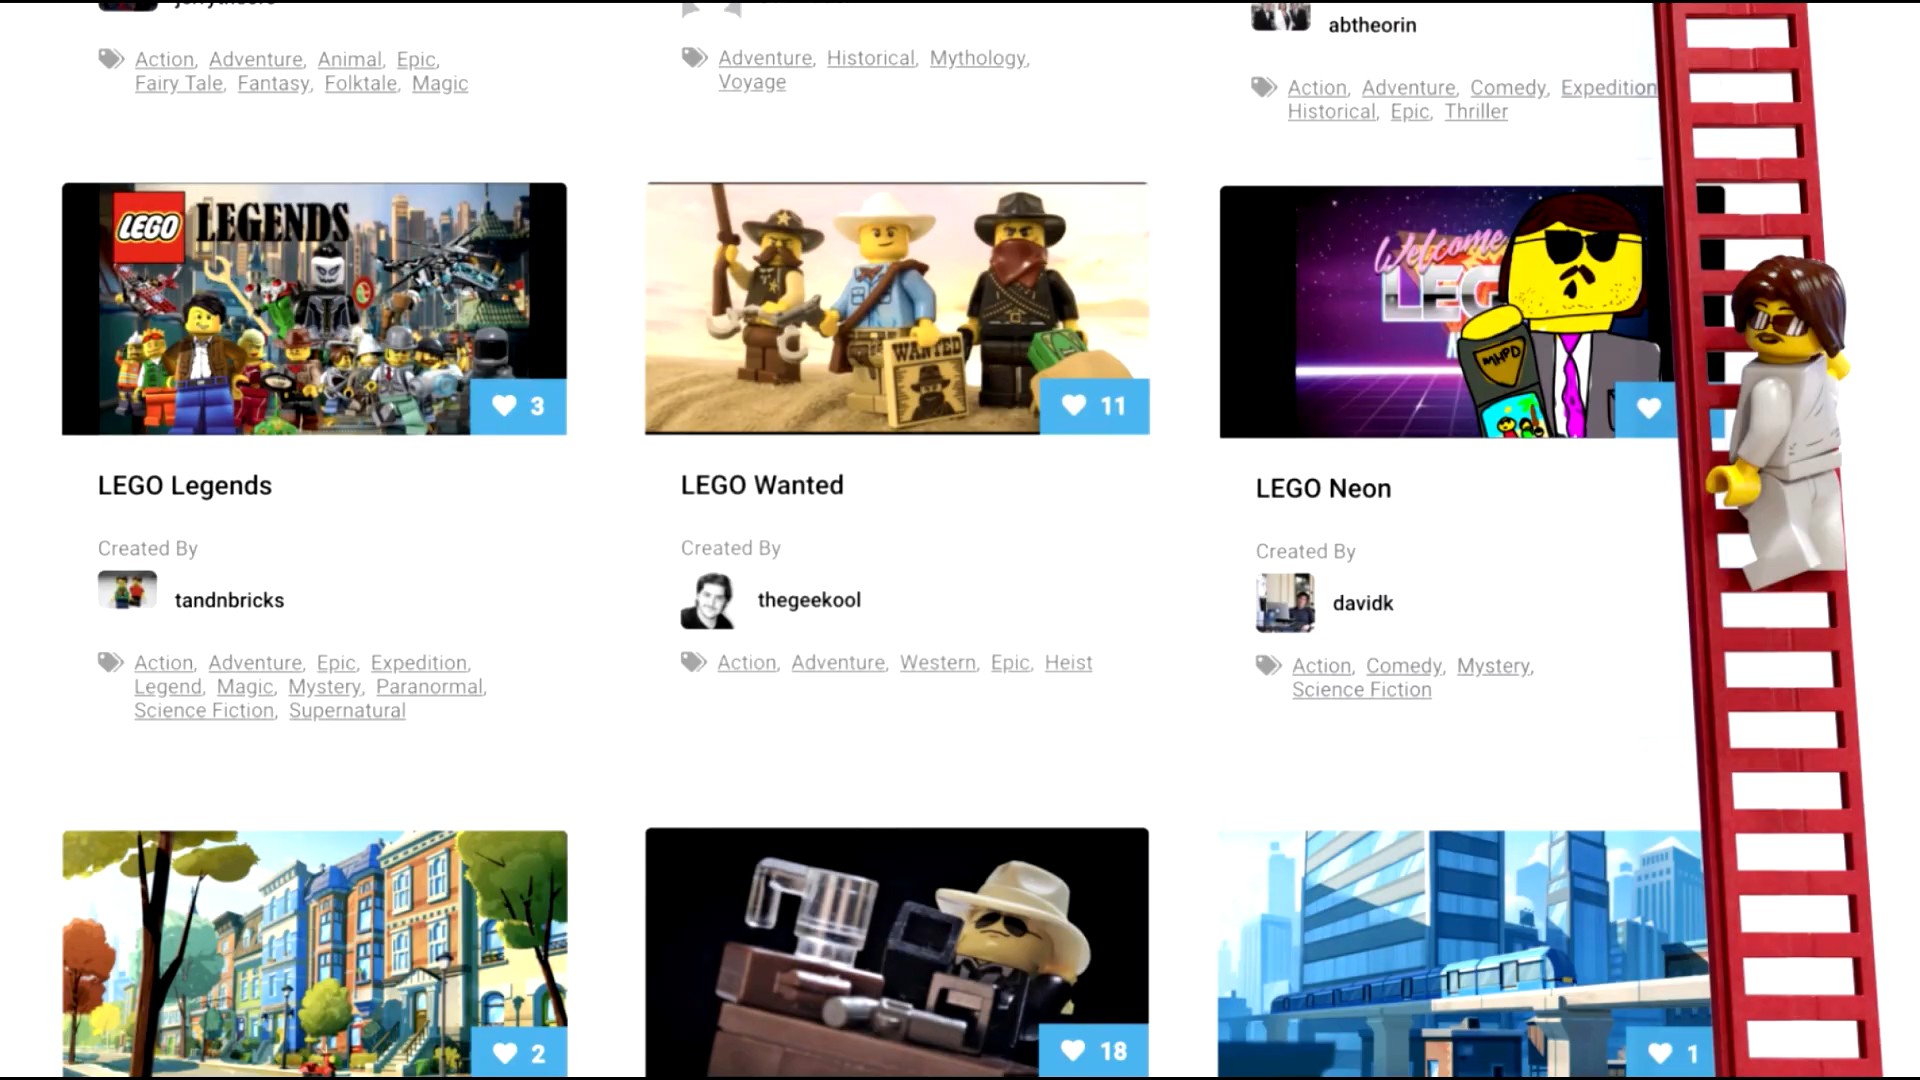 Action, Adventure, Animal, Epic,
Fairy Tale, Fantasy, Folktale, Magic
Adventure, Historical, Mythology,
Voyage
abtheorin
Action, Adventure, Comedy, Expedition
Historical, Epic, Thriller
LEGO LEGENDS
3
WANTED
11
Welcome
LEG
MHPD
LEGO Legends
Created By
tandnbricks
Action, Adventure, Epic, Expedition,
Legend, Magic, Mystery, Paranormal,
Science Fiction, Supernatural
LEGO Wanted
Created By
thegeekool
Action, Adventure, Western, Epic, Heist
LEGO Neon
Created By
davidk
Action, Comedy, Mystery,
Science Fiction
2
18
1